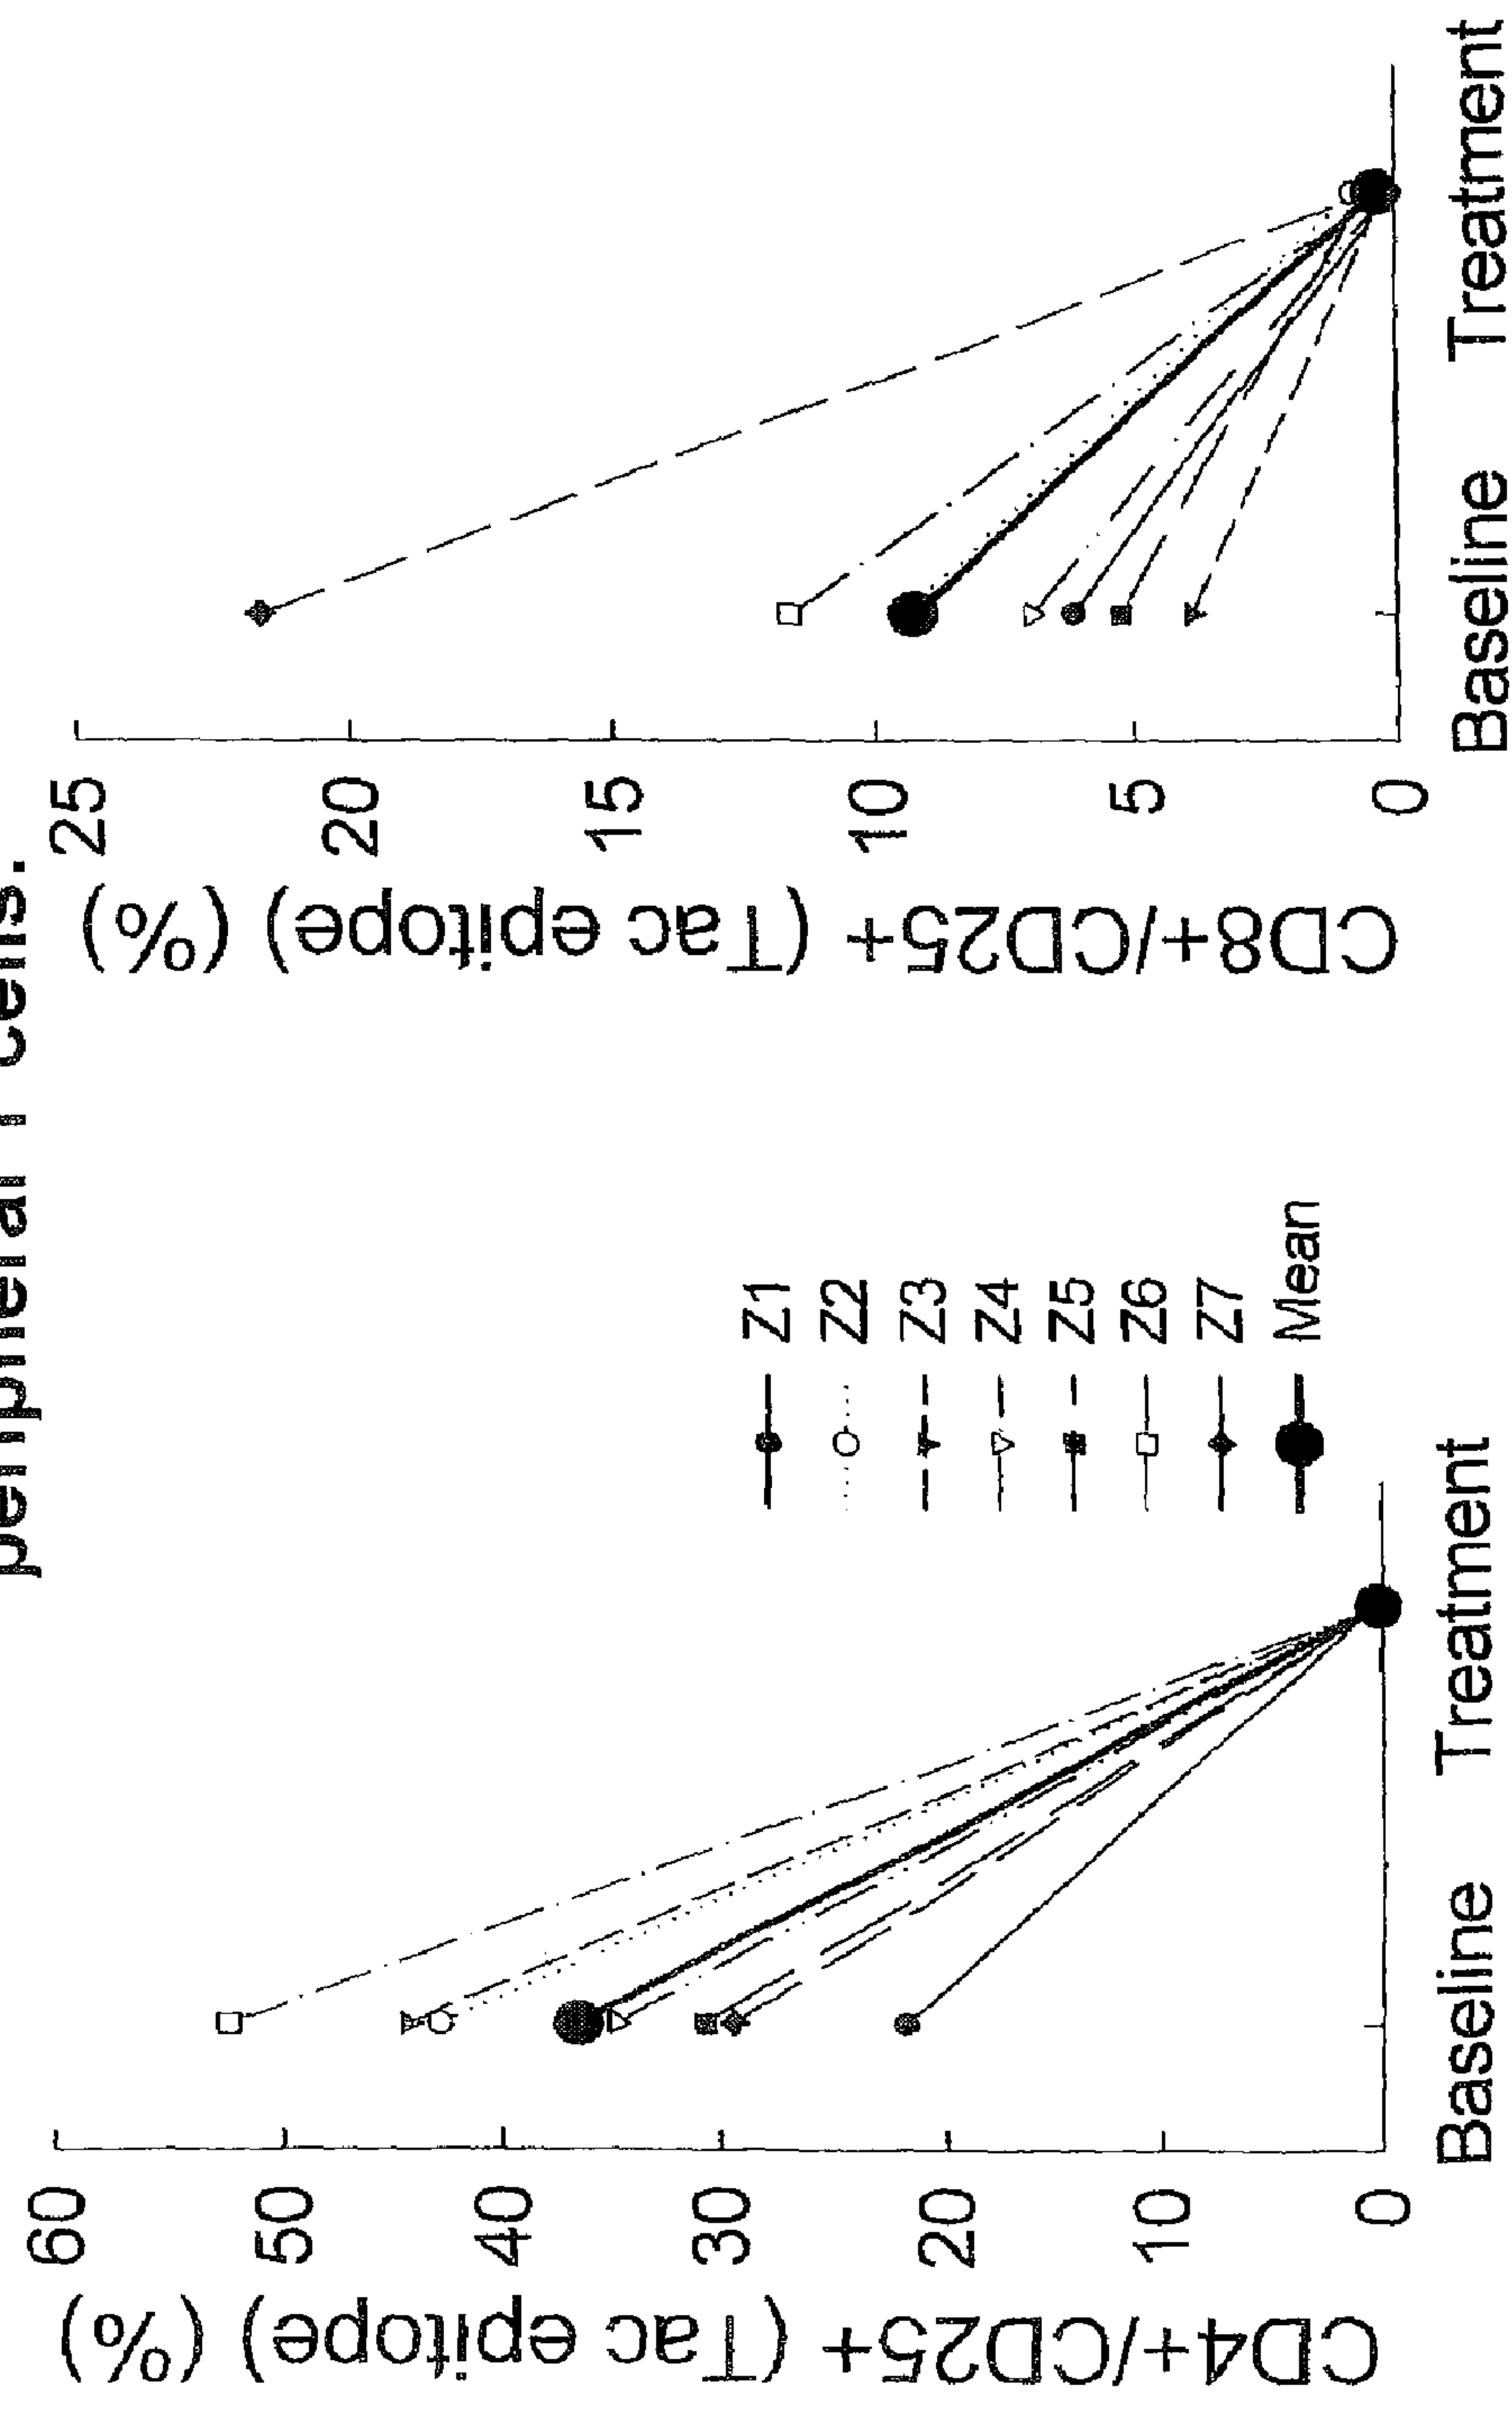 peripheral T cells.
CD4+/CD25+ (Tac epitope) (%)
60
50
40
30
20
10
0
Baseline Treatment
Z1
Z2
Z3
Z4
Z5
Z6
Z7
Mean
CD8+/CD25+ (Tac epitope) (%)
25
20
15
10
5
0
Baseline Treatment